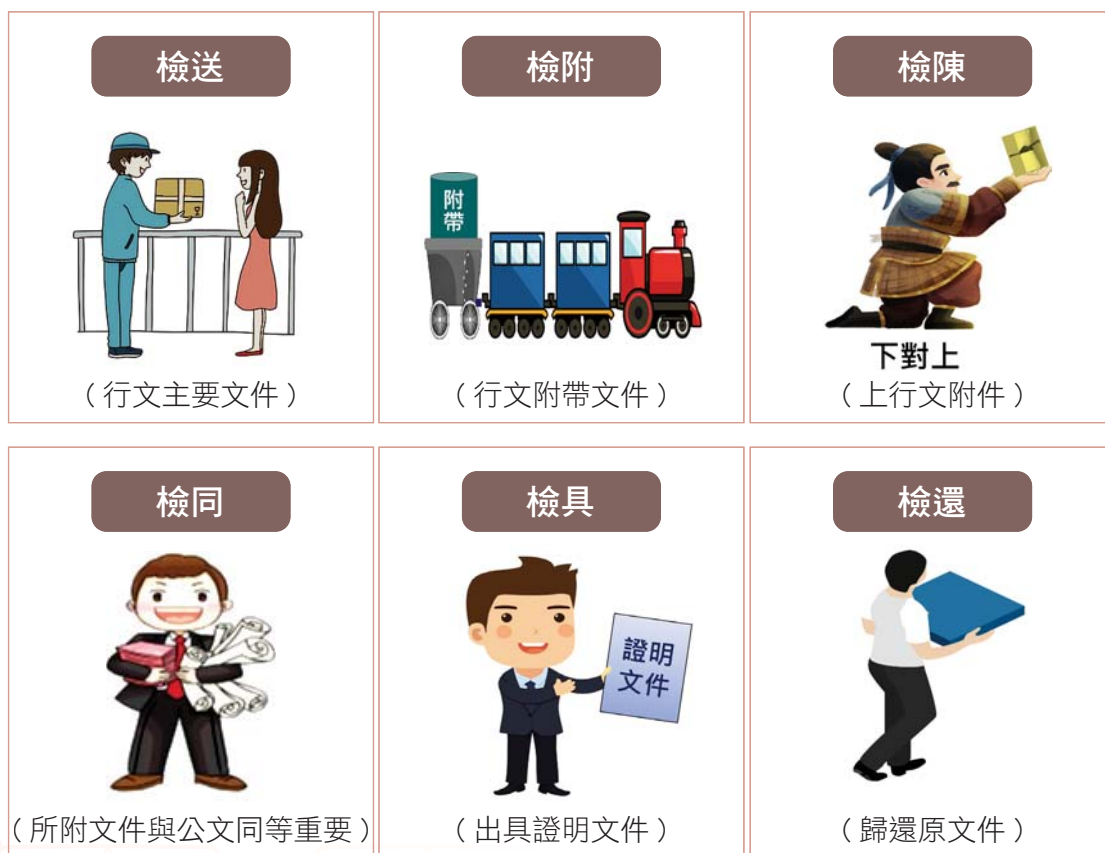 檢送
檢附
檢陳
附帶
下對上
（行文主要文件）
（行文附帶文件）
（上行文附件）
檢同
檢具
檢還
證明
文件
（所附文件與公文同等重要）
（出具證明文件）
（歸還原文件）